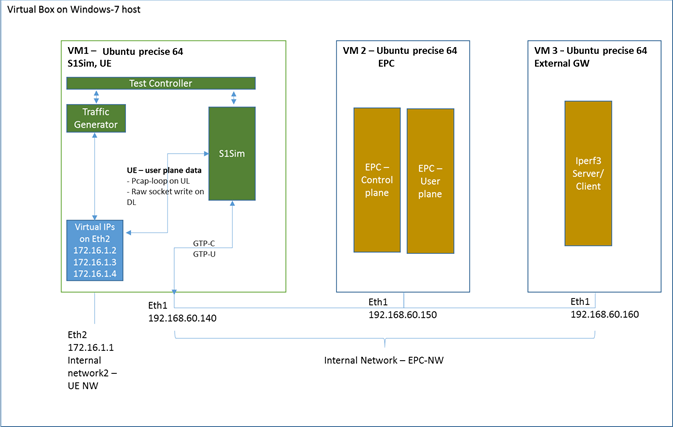 Virtual Box on Windows-7 host
VM1 – Ubuntu precise 64
S1Sim, UE
Test Controller
Traffic
Generator
S1Sim
UE – user plane data
- Pcap-loop on UL
- Raw socket write on
DL
Virtual IPs
on Eth2
172.16.1.2
172.16.1.3
172.16.1.4
GTP-C
GTP-U
VM 2 – Ubuntu precise 64
EPC
EPC –
Control
plane
EPC –
User
plane
VM 3 – Ubuntu precise 64
External GW
Iperf3
Server/
Client
Eth1
192.168.60.140
Eth1
192.168.60.150
Eth1
192.168.60.160
Eth2
172.16.1.1
Internal
network2 –
UE NW
Internal Network – EPC-NW